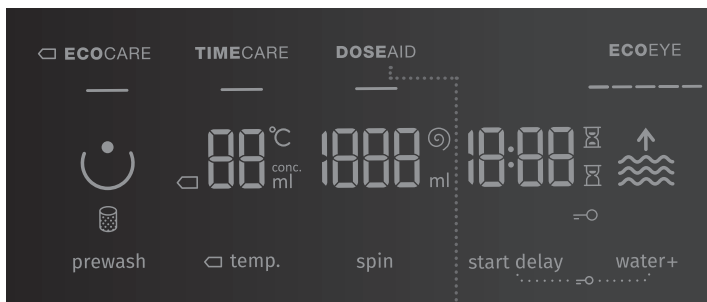 ECOCARE TIMECARE DOSEAID ECOEYE
88 °C 1888 18:88
conc.
ml ml
prewash temp. spin start delay water+